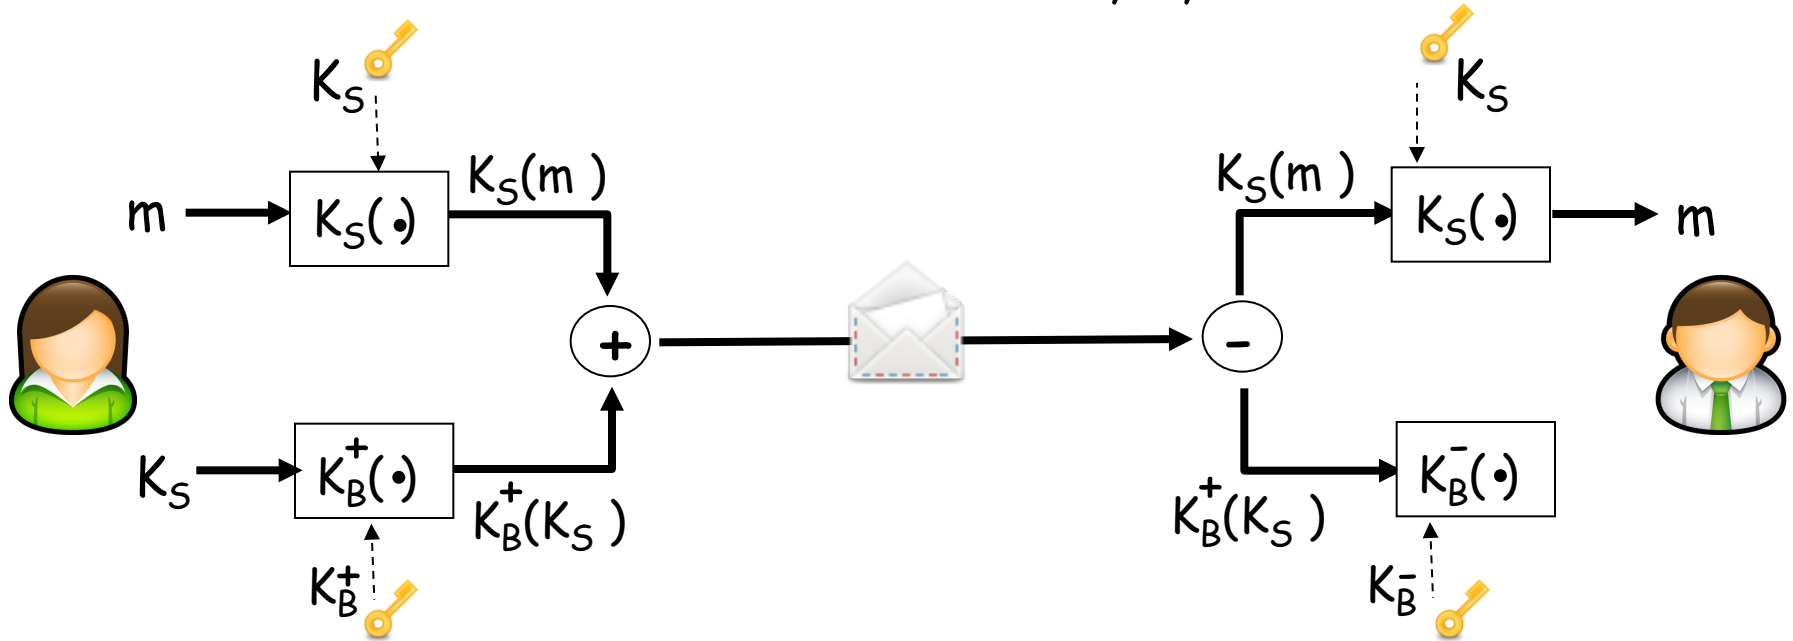 K_S
K_S
K_S(m )
K_S(m )
m
K_S(•)
K_S(•)
m
+
-
K_S
K_B^+(•)
K_B^-(•)
K_B^+(K_S )
K_B^+(K_S )
K_B^+
K_B^-